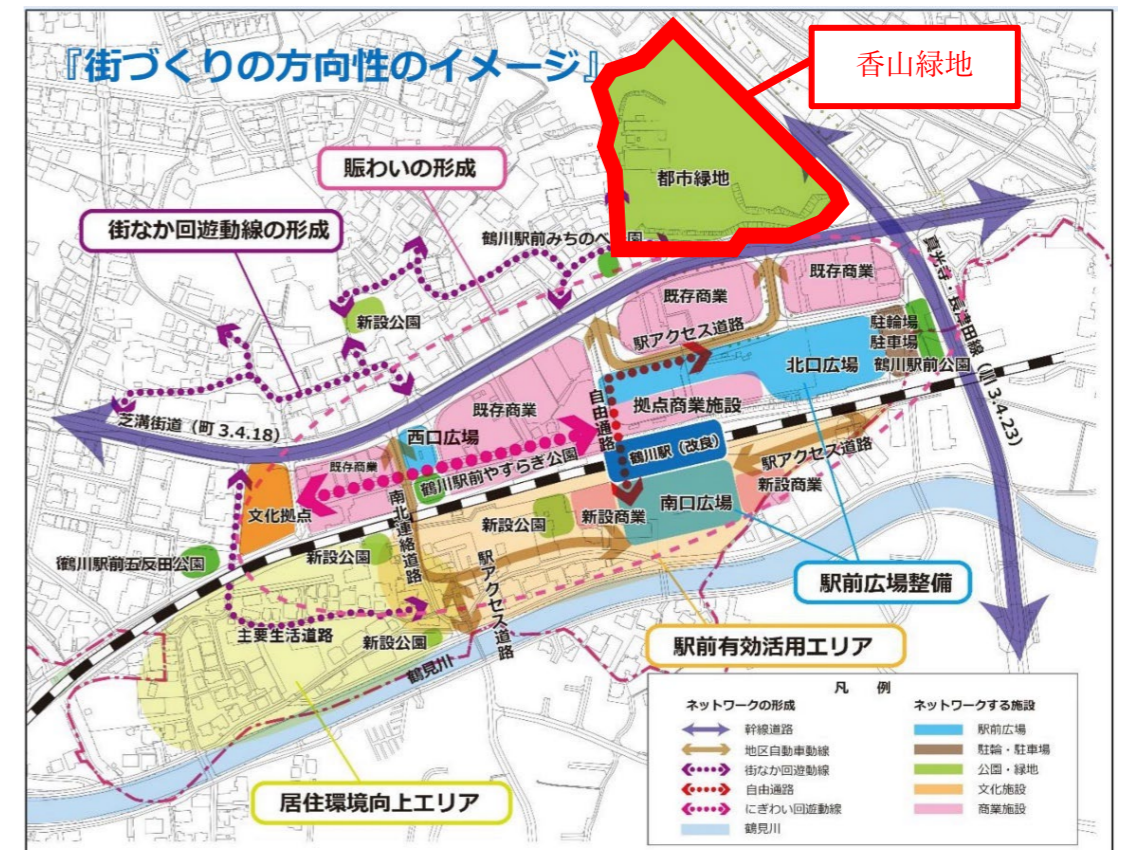 『街づくりの方向性のイメージ』
香山緑地
都市緑地
賑わいの形成
街なか回遊動線の形成
鶴川駅前みちのべ
園
既存商業
既存商業
新設公園
駅アクセス道路
駐輪場
駐車場
北口広場
鶴川駅前公園
真光寺・長津田線(町3.4.23)
自由通路
拠点商業施設
既存商業
芝溝街道(町3.4.18)
西口広場
鶴川駅(改良)
既存商業
鶴川駅前やすらぎ公園
駅アクセス道路
新設商業
文化拠点
南北連絡道路
新設公園
新設商業
南口広場
鶴川駅前五反田公園
新設公園
駅アクセス道路
駅前広場整備
主要生活道路
新設公園
駅前有効活用エリア
鶴見川
居住環境向上エリア
凡 例
ネットワークの形成
幹線道路
地区自動車動線
街なか回遊動線
自由通路
にぎわい回遊動線
鶴見川
ネットワークする施設
駅前広場
駐輪・駐車場
公園・緑地
文化施設
商業施設